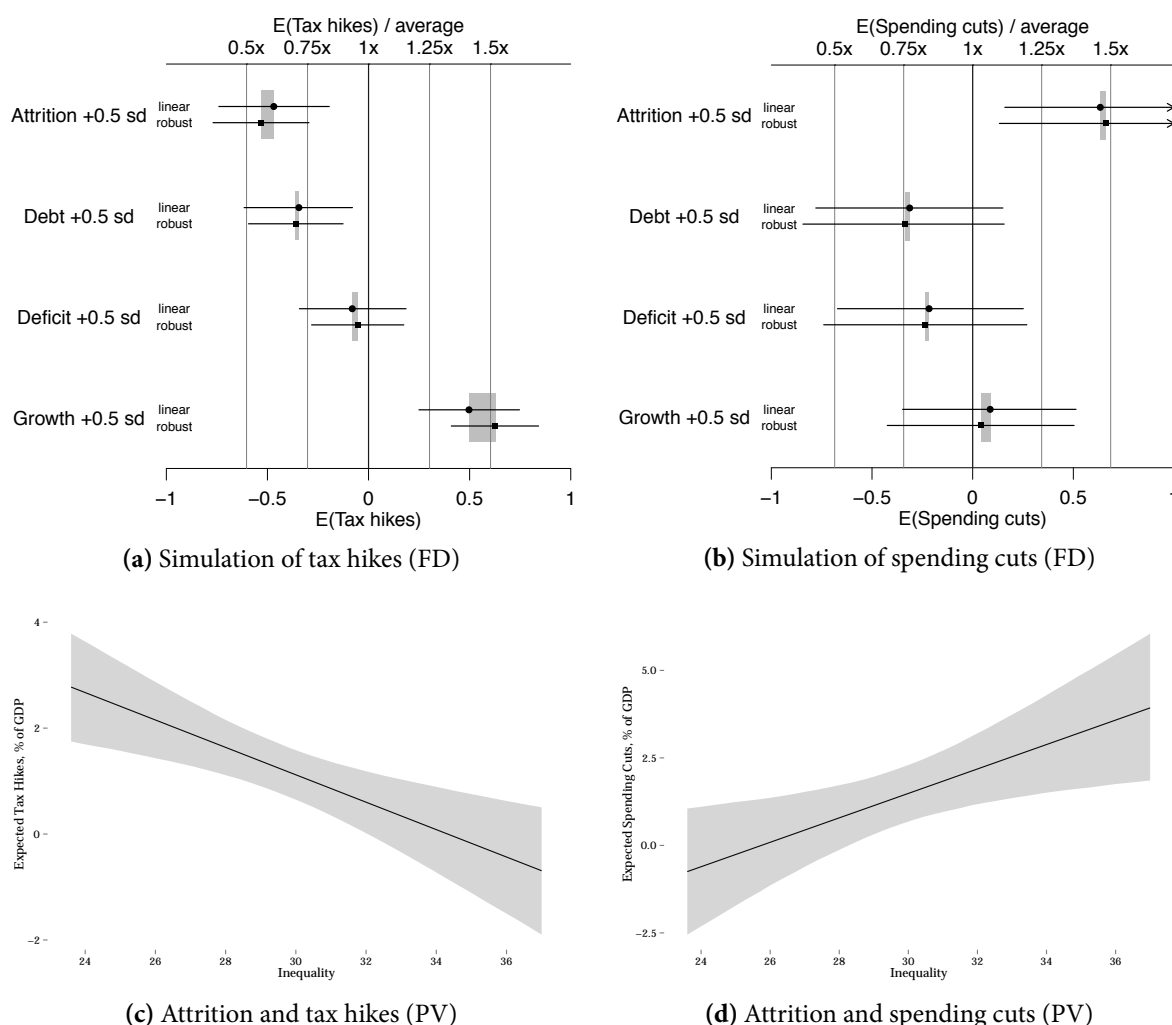 E(Tax hikes) / average
0.5x 0.75x 1x 1.25x 1.5x
Attrition +0.5 sd
linear
robust
Debt +0.5 sd
linear
robust
Deficit +0.5 sd
linear
robust
Growth +0.5 sd
linear
robust
−1 −0.5 0 0.5 1
E(Tax hikes)
(a) Simulation of tax hikes (FD)
E(Spending cuts) / average
0.5x 0.75x 1x 1.25x 1.5x
Attrition +0.5 sd
linear
robust
Debt +0.5 sd
linear
robust
Deficit +0.5 sd
linear
robust
Growth +0.5 sd
linear
robust
−1 −0.5 0 0.5 1
E(Spending cuts)
(b) Simulation of spending cuts (FD)
Expected Tax Hikes, % of GDP
4
2
0
−2
24 26 28 30 32 34 36
Inequality
(c) Attrition and tax hikes (PV)
Expected Spending Cuts, % of GDP
5.0
2.5
0.0
−2.5
24 26 28 30 32 34 36
Inequality
(d) Attrition and spending cuts (PV)